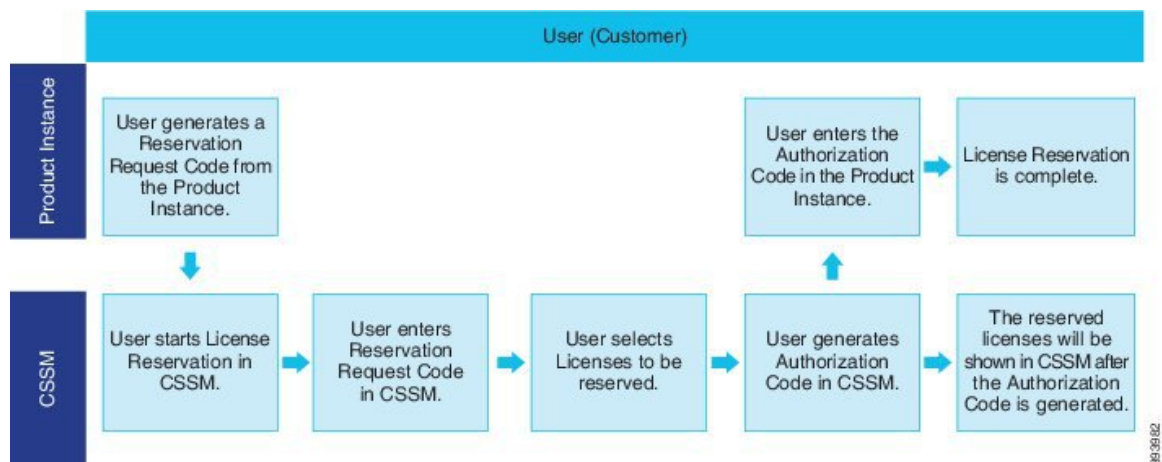 User (Customer)
Product Instance
User generates a
Reservation
Request Code from
the Product
Instance.
User enters the
Authorization
Code in the Product
Instance.
License Reservation
is complete.
CSSM
User starts License
Reservation in
CSSM.
User enters
Reservation
Request Code
in CSSM.
User selects
Licenses to be
reserved.
User generates
Authorization
Code in CSSM.
The reserved
licenses will be
shown in CSSM after
the Authorization
Code is generated.
393982